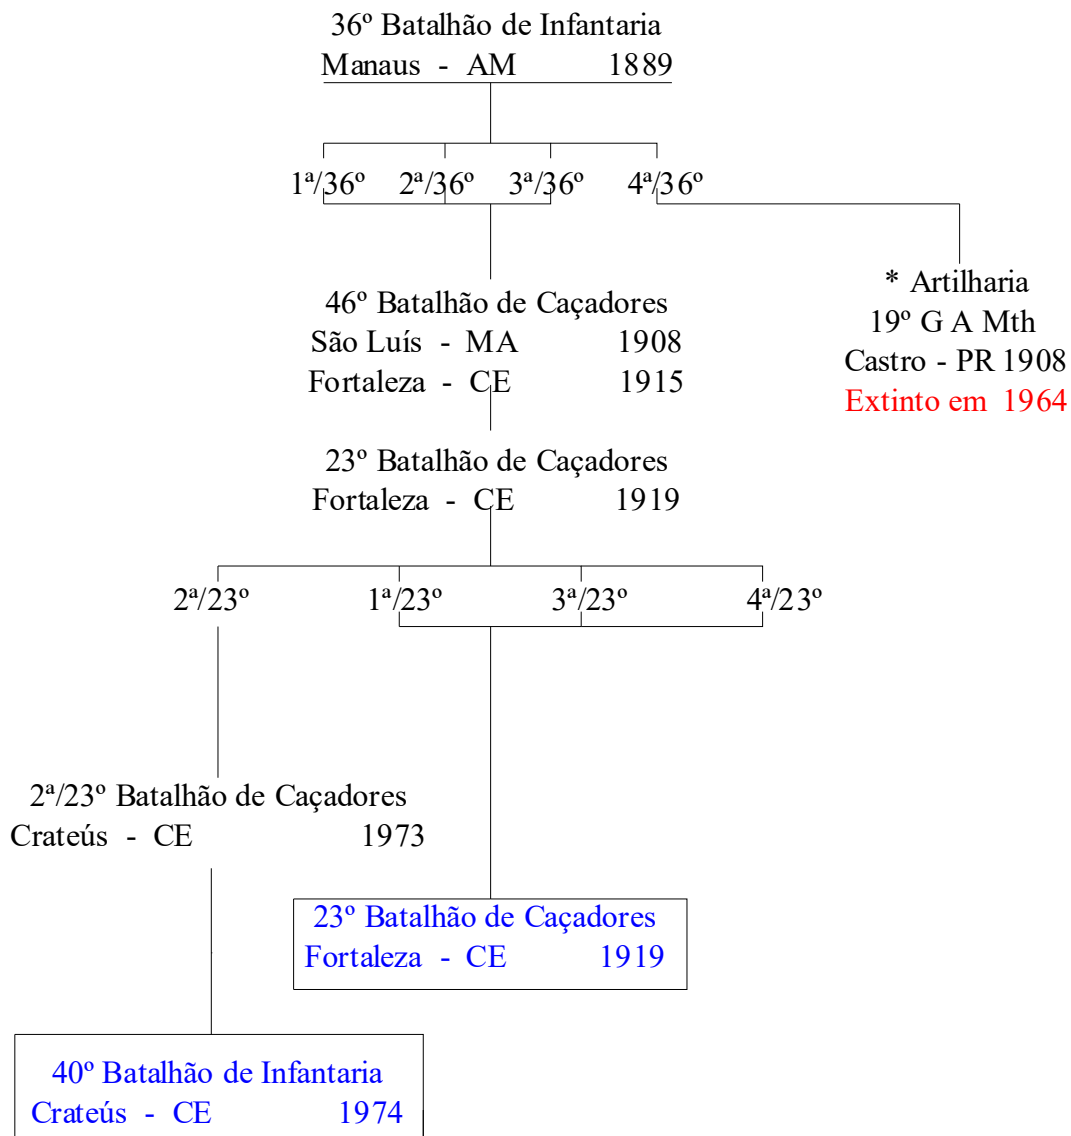 36º Batalhão de Infantaria
Manaus - AM 1889
1ª/36º 2ª/36º 3ª/36º 4ª/36º
* Artilharia
19º G A Mth
Castro - PR 1908
Extinto em 1964
46º Batalhão de Caçadores
São Luís - MA 1908
Fortaleza - CE 1915
23º Batalhão de Caçadores
Fortaleza - CE 1919
2ª/23º 1ª/23º 3ª/23º 4ª/23º
2ª/23º Batalhão de Caçadores
Crateús - CE 1973
23º Batalhão de Caçadores
Fortaleza - CE 1919
40º Batalhão de Infantaria
Crateús - CE 1974